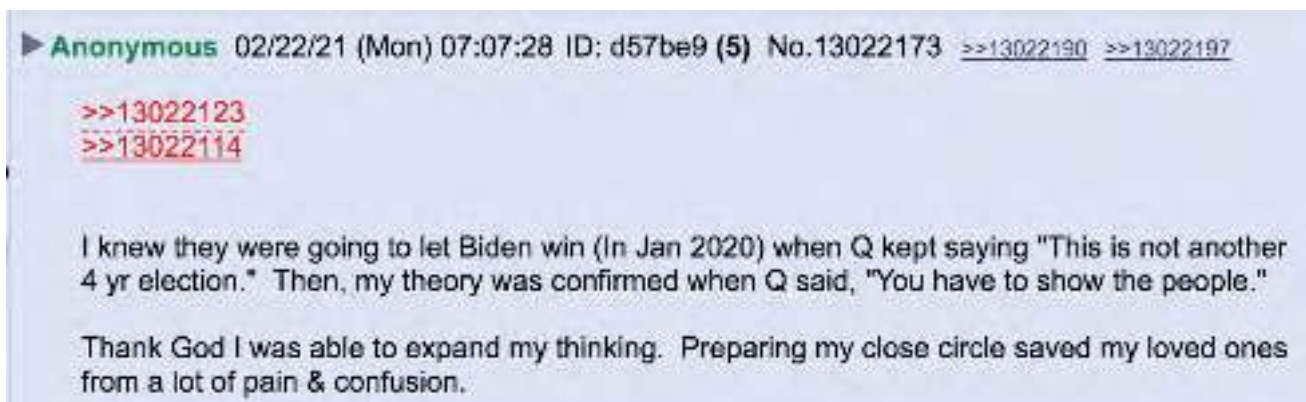 ▶Anonymous 02/22/21 (Mon) 07:07:28 ID: d57be9 (5) No.13022173 >>13022190 >>13022197
>>13022123
>>13022114
I knew they were going to let Biden win (In Jan 2020) when Q kept saying "This is not another
4 yr election." Then, my theory was confirmed when Q said, "You have to show the people."
Thank God I was able to expand my thinking. Preparing my close circle saved my loved ones
from a lot of pain & confusion.